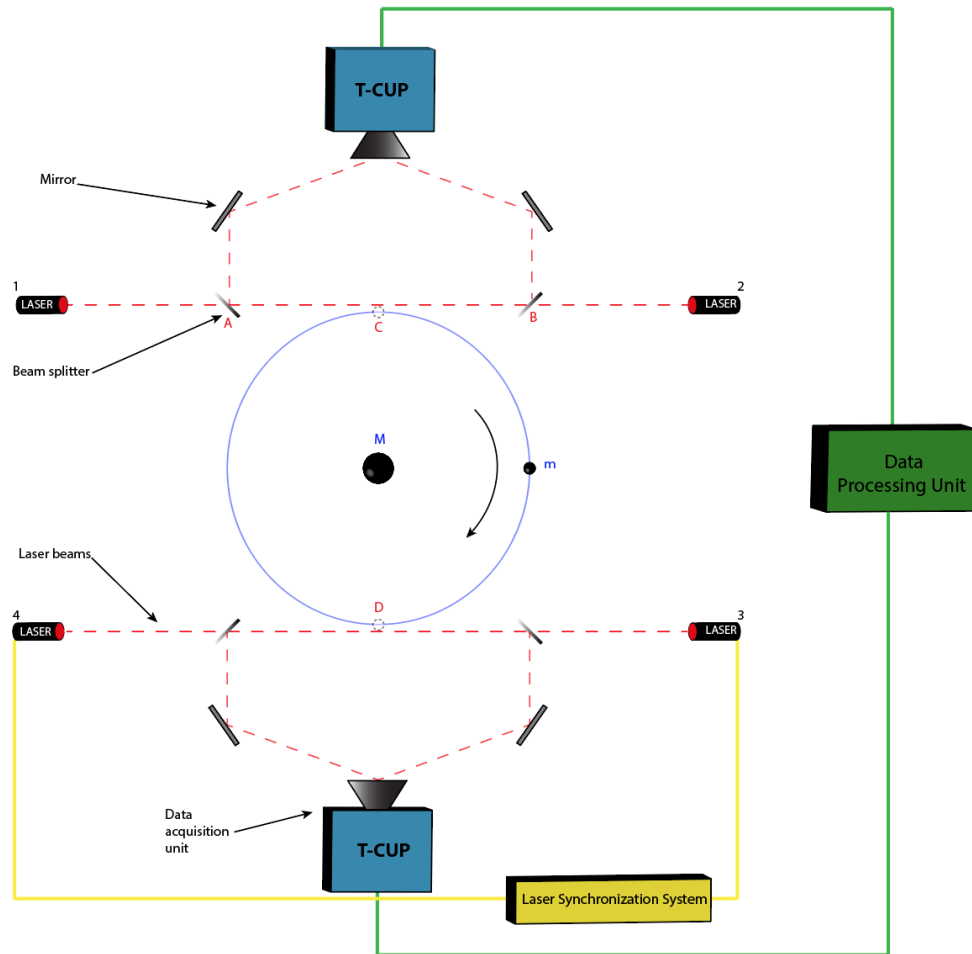 T-CUP
Mirror
1
2
LASER
LASER
A
C
B
Beam splitter
M
m
Data
Processing Unit
Laser beams
D
4
3
LASER
LASER
Data
acquisition
unit
T-CUP
Laser Synchronization System